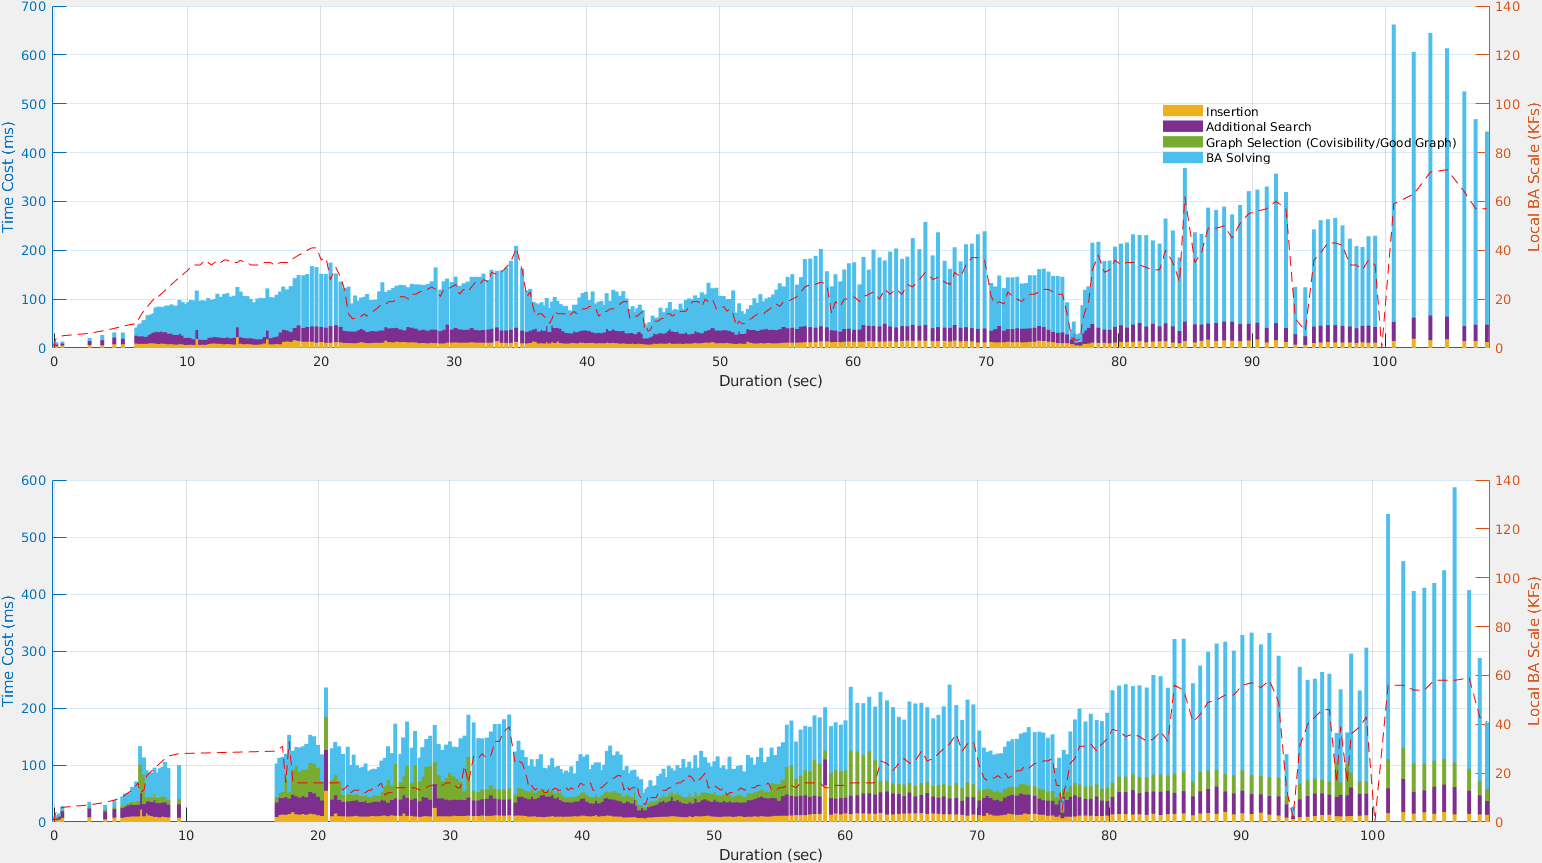 700
600
500
400
300
200
100
0
Time Cost (ms)
140
120
100
80
60
40
20
0
Local BA Scale (KFs)
Insertion
Additional Search
Graph Selection (Covisibility/Good Graph)
BA Solving
0 10 20 30 40 50 60 70 80 90 100
Duration (sec)
600
500
400
300
200
100
0
Time Cost (ms)
140
120
100
80
60
40
20
0
Local BA Scale (KFs)
0 10 20 30 40 50 60 70 80 90 100
Duration (sec)